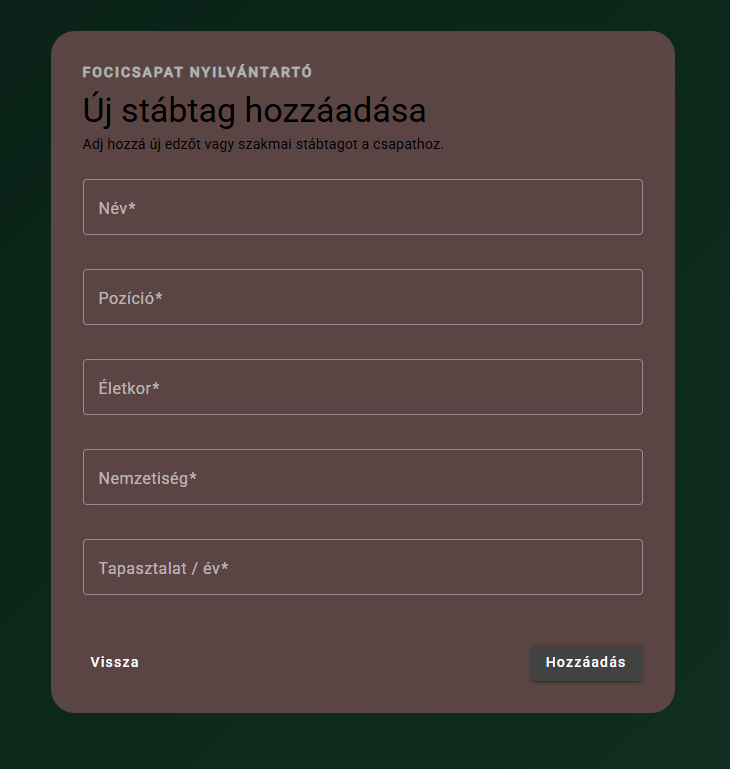 FOCICSAPAT NYILVÁNTARTÓ
Új stábtag hozzáadása
Adj hozzá új edzőt vagy szakmai stábtagot a csapathoz.
Név*
Pozíció*
Életkor*
Nemzetiség*
Tapasztalat / év*
Vissza
Hozzáadás